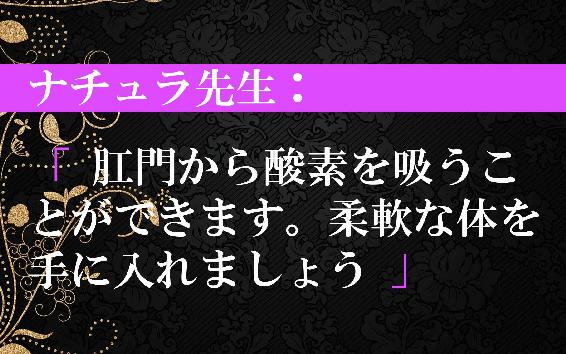 ナチュラ先生：
「 肛門から酸素を吸うこ
とができます。柔軟な体を
手に入れましょう 」